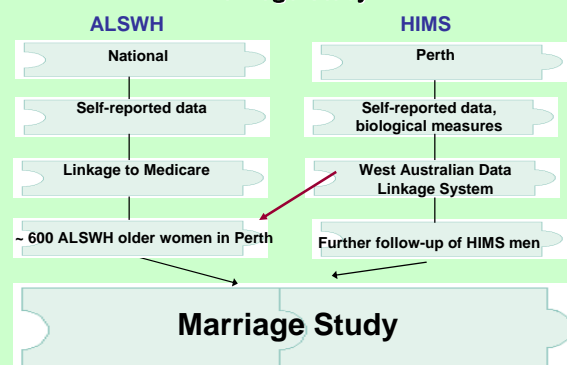 ALSWH
National
Self-reported data
Linkage to Medicare
~ 600 ALSWH older women in Perth
HIMS
Perth
Self-reported data,
biological measures
West Australian Data
Linkage System
Further follow-up of HIMS men
Marriage Study